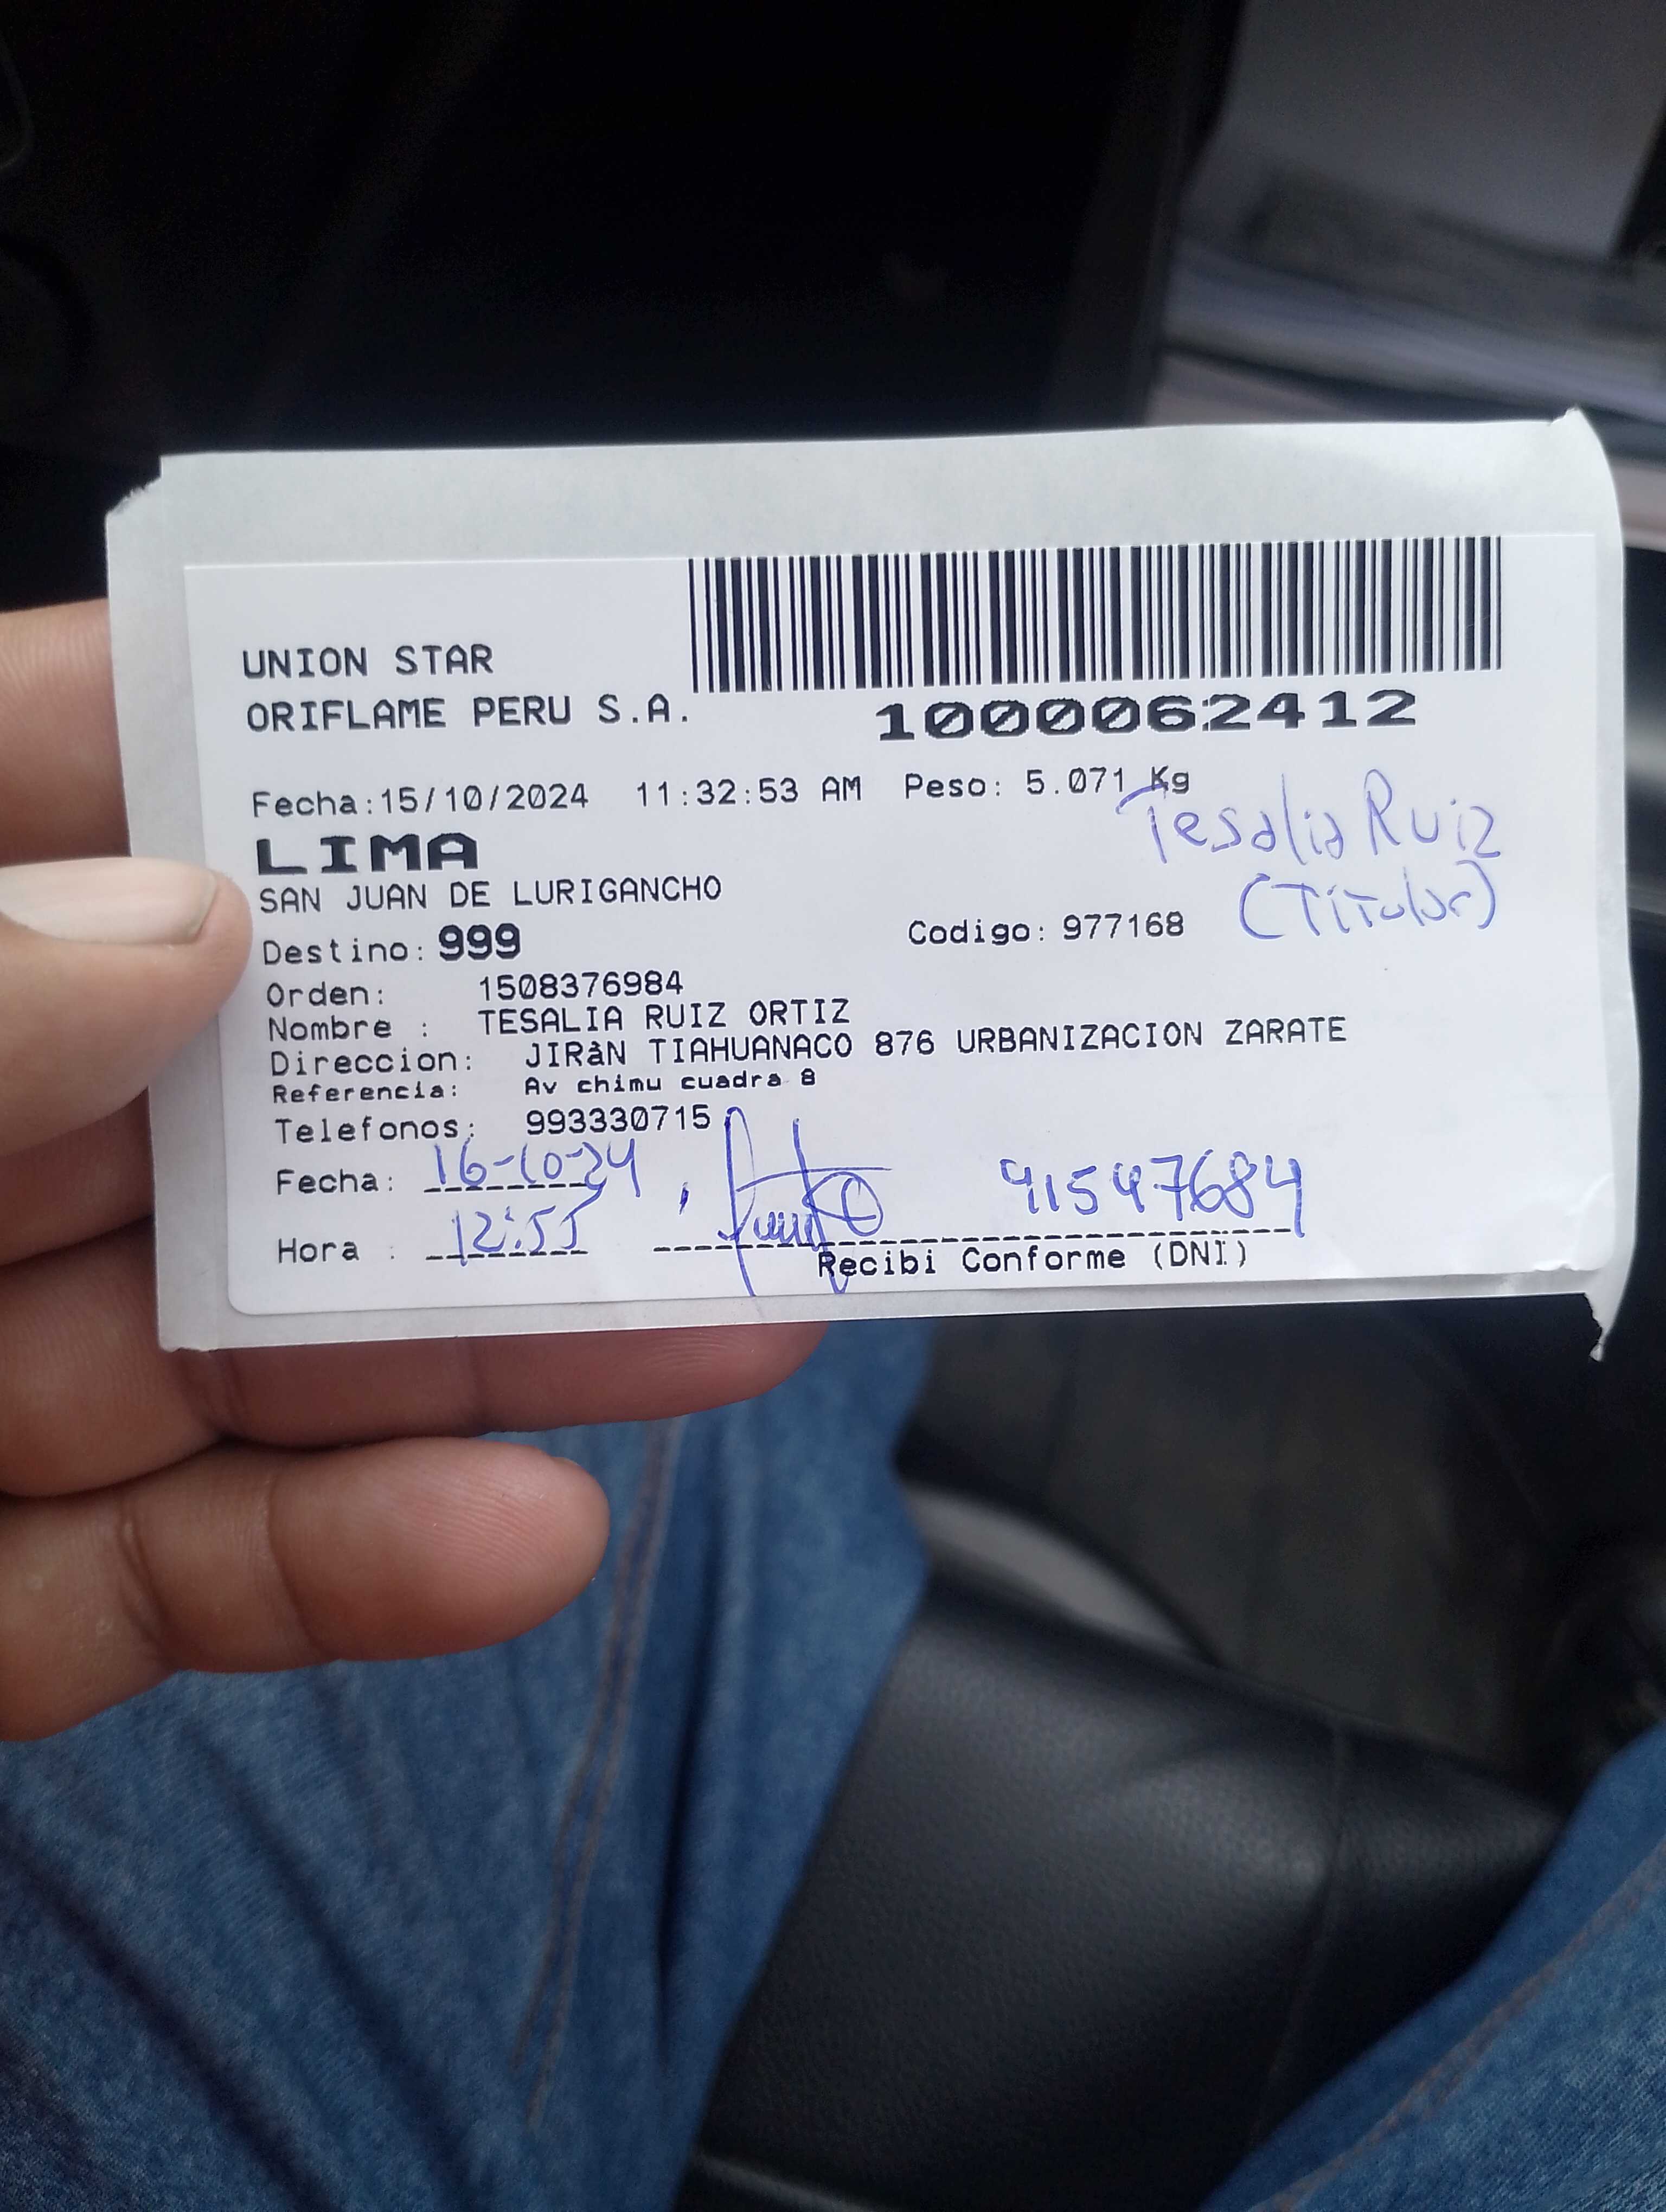 UNION STAR
ORIFLAME PERU S.A.
1000062412
Fecha:15/10/2024 11:32:53 AM Peso: 5.071 Kg
Tesalia Ruiz
LIMA
(Titular)
SAN JUAN DE LURIGANCHO
Destino: 999
Codigo: 977168
Orden: 1508376984
Nombre : TESALIA RUIZ ORTIZ
Direccion: JIRàN TIAHUANACO 876 URBANIZACION ZARATE
Referencia: Av chimu cuadra 8
Telefonos: 993330715
Fecha: 16-10-24
Hora : 12:55
Recibi Conforme (DNI)